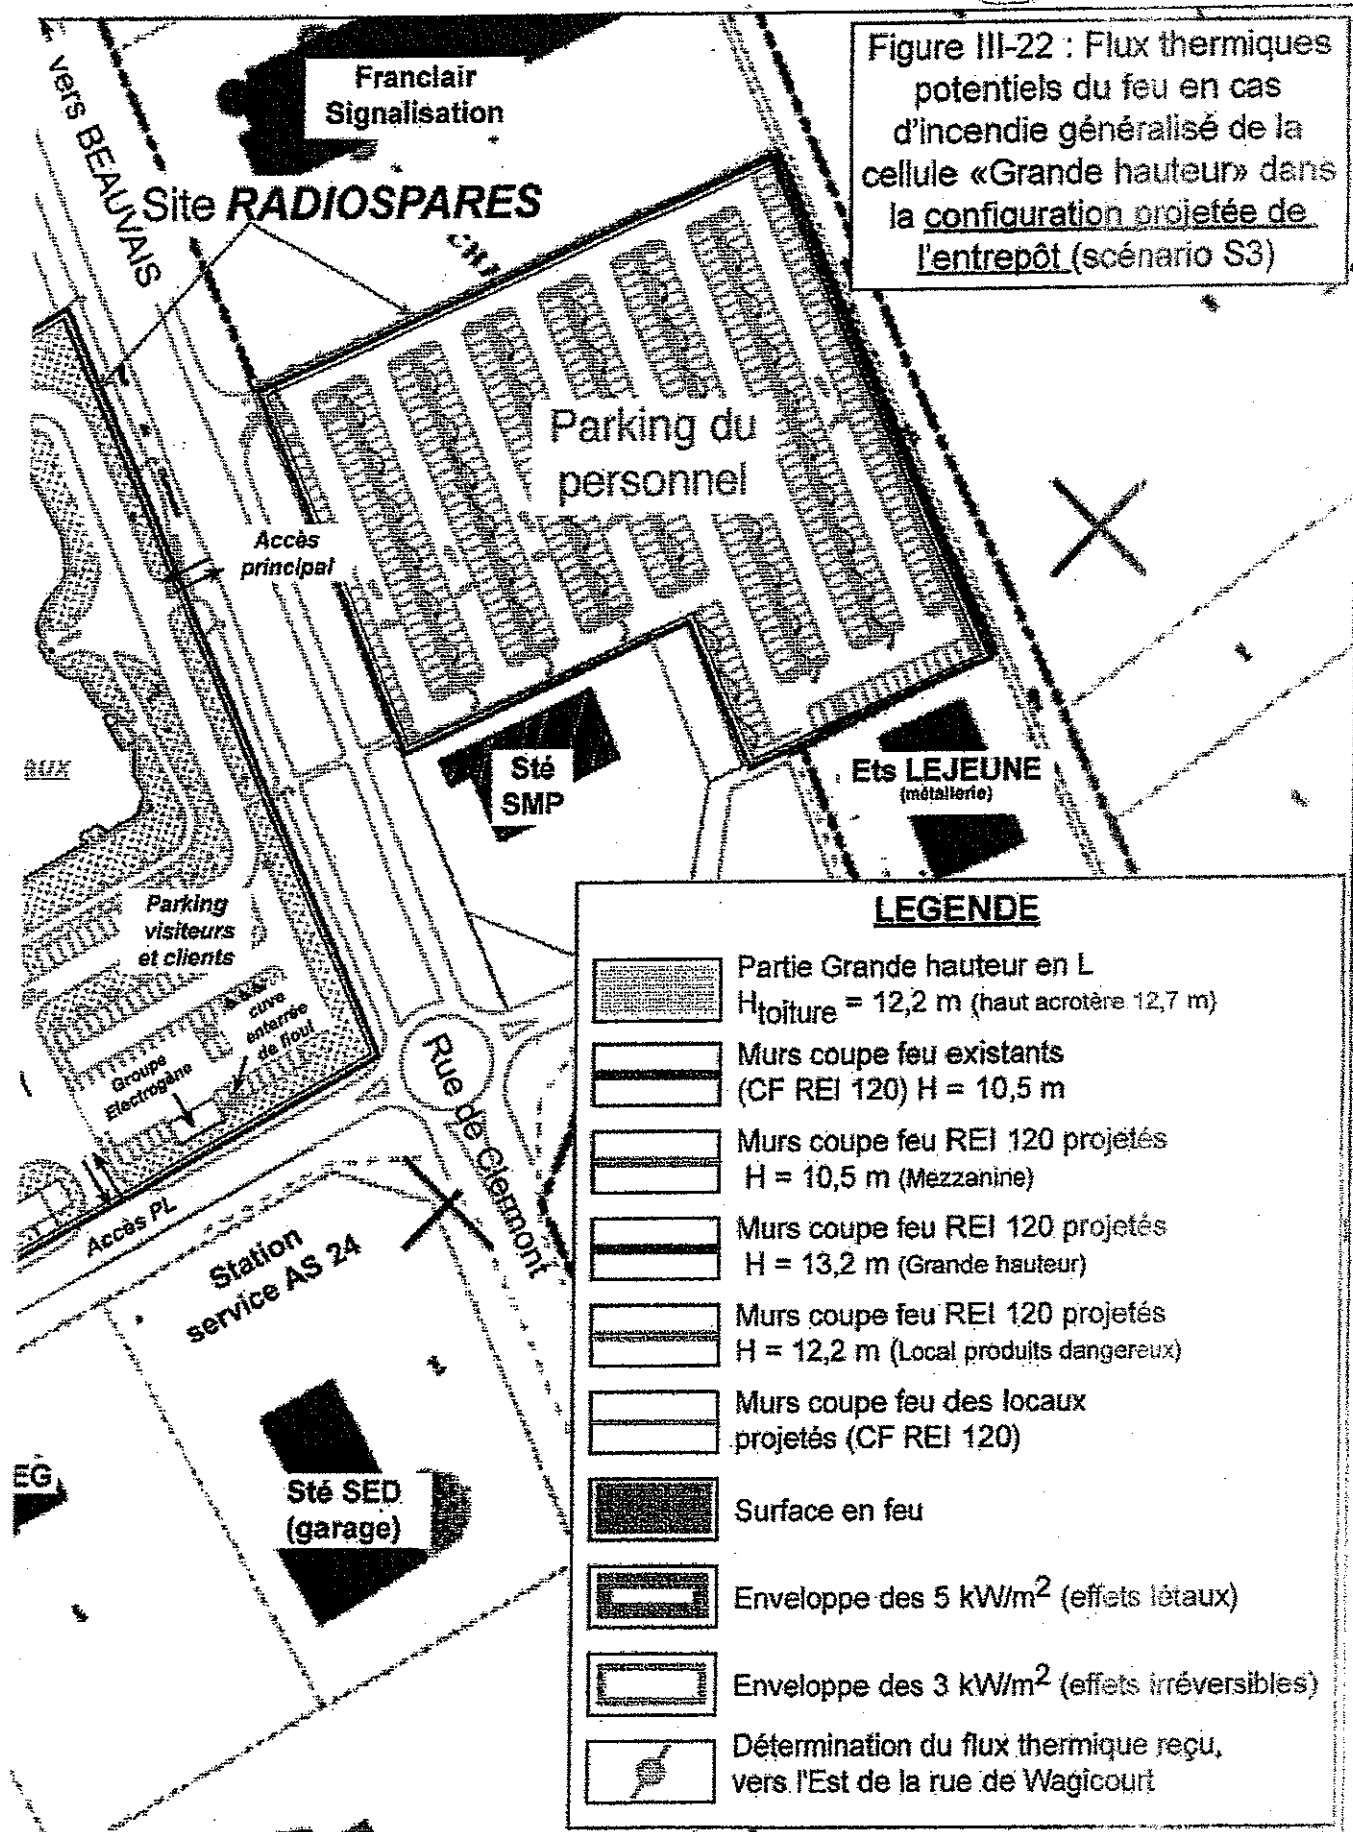 Figure III-22 : Flux thermiques
potentiels du feu en cas
d'incendie généralisé de la
cellule «Grande hauteur» dans
la configuration projetée de
l'entrepôt (scénario S3)
vers BEAUVAIS
Franclair
Signalisation
Site RADIOSPARES
Parking du
personnel
Accès
principal
aux
Sté
SMP
Ets LEJEUNE
(métallerie)
Parking
visiteurs
et clients
cuve
enterrée
de fioul
Groupe
Electrogène
Rue de Clermont
Accès PL
Station
service AS 24
EG
Sté SED
(garage)
LEGENDE
Partie Grande hauteur en L
Htoiture = 12,2 m (haut acrotère 12,7 m)
Murs coupe feu existants
(CF REI 120) H = 10,5 m
Murs coupe feu REI 120 projetés
H = 10,5 m (Mezzanine)
Murs coupe feu REI 120 projetés
H = 13,2 m (Grande hauteur)
Murs coupe feu REI 120 projetés
H = 12,2 m (Local produits dangereux)
Murs coupe feu des locaux
projetés (CF REI 120)
Surface en feu
Enveloppe des 5 kW/m2 (effets létaux)
Enveloppe des 3 kW/m2 (effets irréversibles)
Détermination du flux thermique reçu,
vers l'Est de la rue de Wagicourt